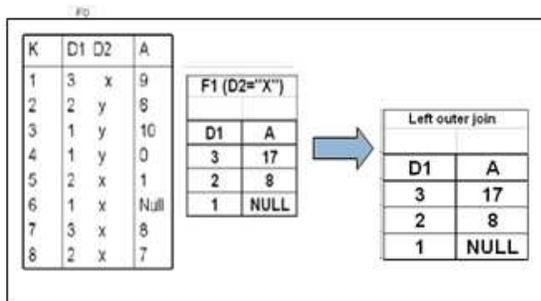 F0
K D1 D2 A
1 3 x 9
2 2 y 6
3 1 y 10
4 1 y 0
5 2 x 1
6 1 x Null
7 3 x 8
8 2 x 7
F1 (D2="X")
D1 A
3 17
2 8
1 NULL
Left outer join
D1 A
3 17
2 8
1 NULL